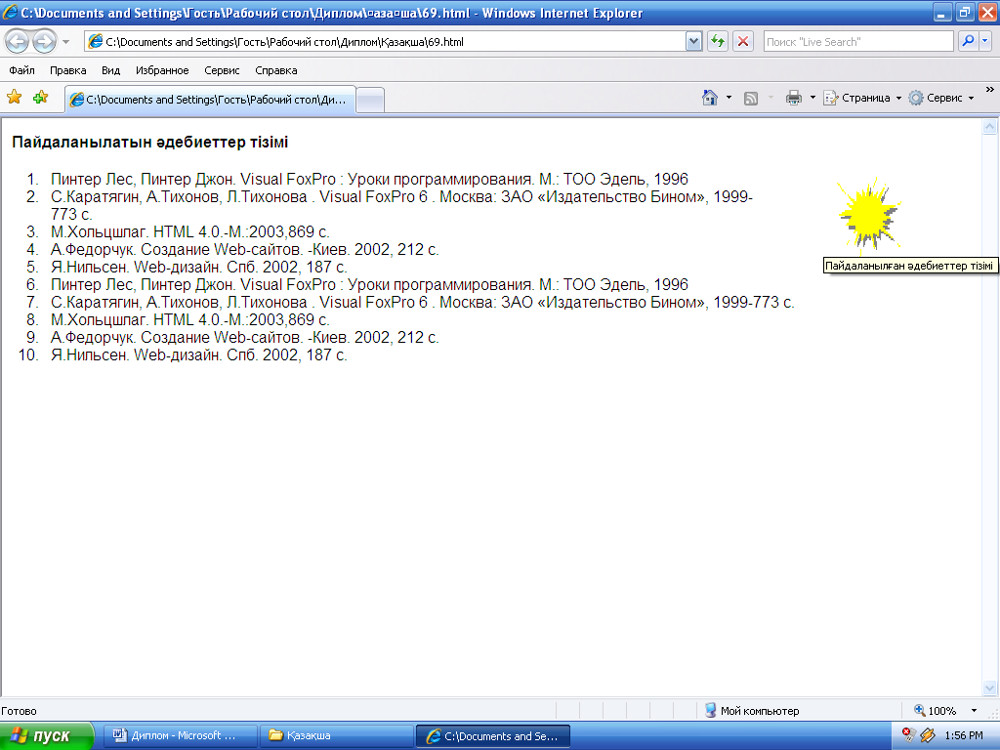 C:\Documents and Settings\Гость\Рабочий стол\Диплом\¤аза¤ша\69.html - Windows Internet Explorer
C:\Documents and Settings\Гость\Рабочий стол\Диплом\Қазақша\69.html
Поиск "Live Search"
Файл Правка Вид Избранное Сервис Справка
C:\Documents and Settings\Гость\Рабочий стол\Ди...
Страница Сервис »
Пайдаланылатын әдебиеттер тізімі
1. Пинтер Лес, Пинтер Джон. Visual FoxPro : Уроки программирования. М.: ТОО Эдель, 1996
2. С.Каратягин, А.Тихонов, Л.Тихонова . Visual FoxPro 6 . Москва: ЗАО «Издательство Бином», 1999-
773 с.
3. М.Хольцшлаг. HTML 4.0.-М.:2003,869 с.
4. А.Федорчук. Создание Web-сайтов. -Киев. 2002, 212 с.
5. Я.Нильсен. Web-дизайн. Спб. 2002, 187 с.
6. Пинтер Лес, Пинтер Джон. Visual FoxPro : Уроки программирования. М.: ТОО Эдель, 1996
7. С.Каратягин, А.Тихонов, Л.Тихонова . Visual FoxPro 6 . Москва: ЗАО «Издательство Бином», 1999-773 с.
8. М.Хольцшлаг. HTML 4.0.-М.:2003,869 с.
9. А.Федорчук. Создание Web-сайтов. -Киев. 2002, 212 с.
10. Я.Нильсен. Web-дизайн. Спб. 2002, 187 с.
Пайдаланылған әдебиеттер тізімі
Готово
Мой компьютер
100%
пуск
Диплом - Microsoft ...
Қазақша
C:\Documents and Se...
1:56 PM